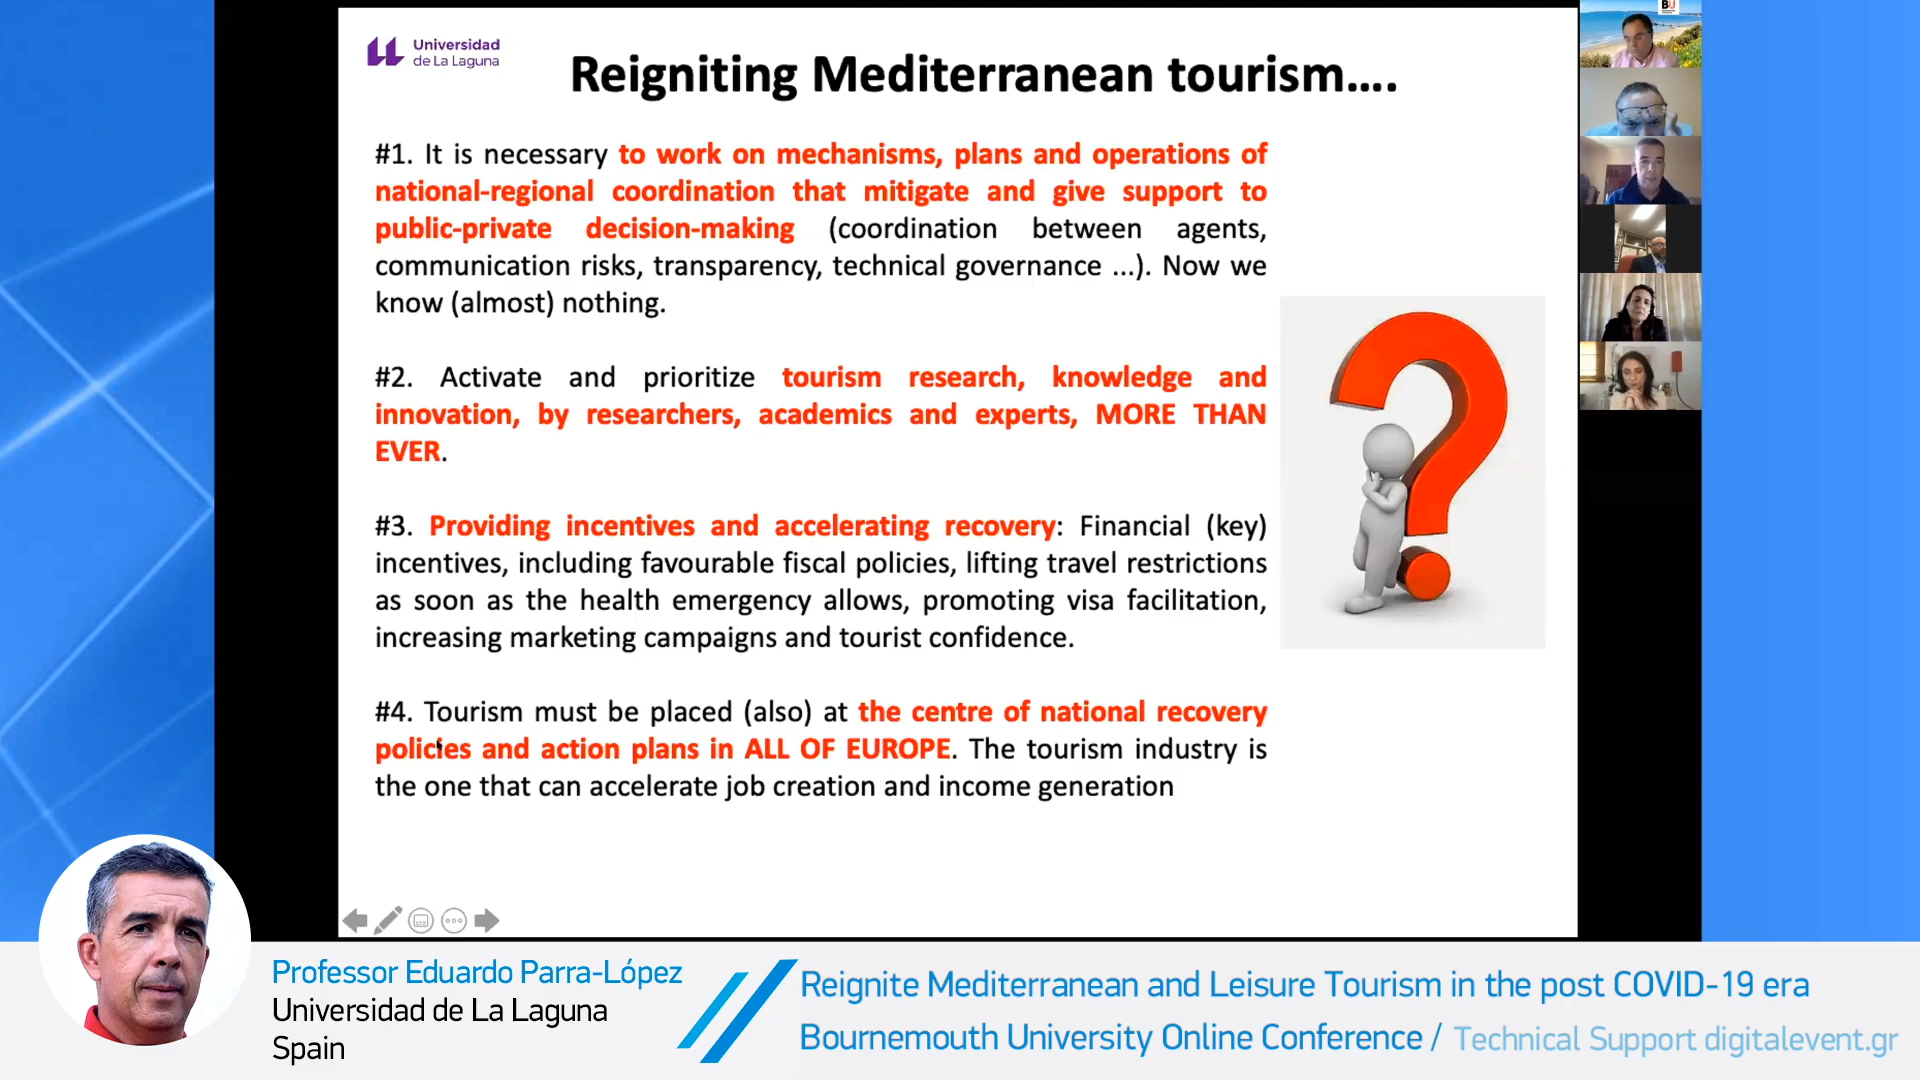 BU
Universidad
de La Laguna
Reigniting Mediterranean tourism....
#1. It is necessary to work on mechanisms, plans and operations of
national-regional coordination that mitigate and give support to
public-private decision-making (coordination between agents,
communication risks, transparency, technical governance ...). Now we
know (almost) nothing.
#2. Activate and prioritize tourism research, knowledge and
innovation, by researchers, academics and experts, MORE THAN
EVER.
#3. Providing incentives and accelerating recovery: Financial (key)
incentives, including favourable fiscal policies, lifting travel restrictions
as soon as the health emergency allows, promoting visa facilitation,
increasing marketing campaigns and tourist confidence.
#4. Tourism must be placed (also) at the centre of national recovery
policies and action plans in ALL OF EUROPE. The tourism industry is
the one that can accelerate job creation and income generation
Professor Eduardo Parra-López
Universidad de La Laguna
Spain
Reignite Mediterranean and Leisure Tourism in the post COVID-19 era
Bournemouth University Online Conference / Technical Support digitalevent.gr